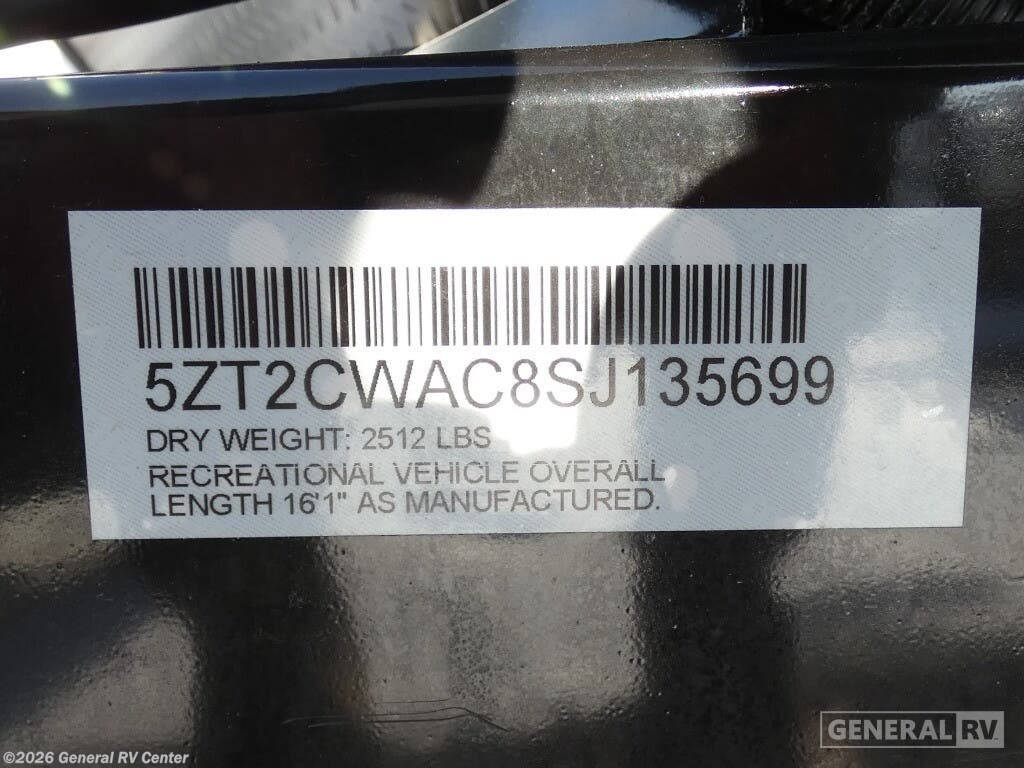 5ZT2CWAC8SJ135699
DRY WEIGHT: 2512 LBS
RECREATIONAL VEHICLE OVERALL
LENGTH 16'1" AS MANUFACTURED.
GENERAL RV
©2026 General RV Center